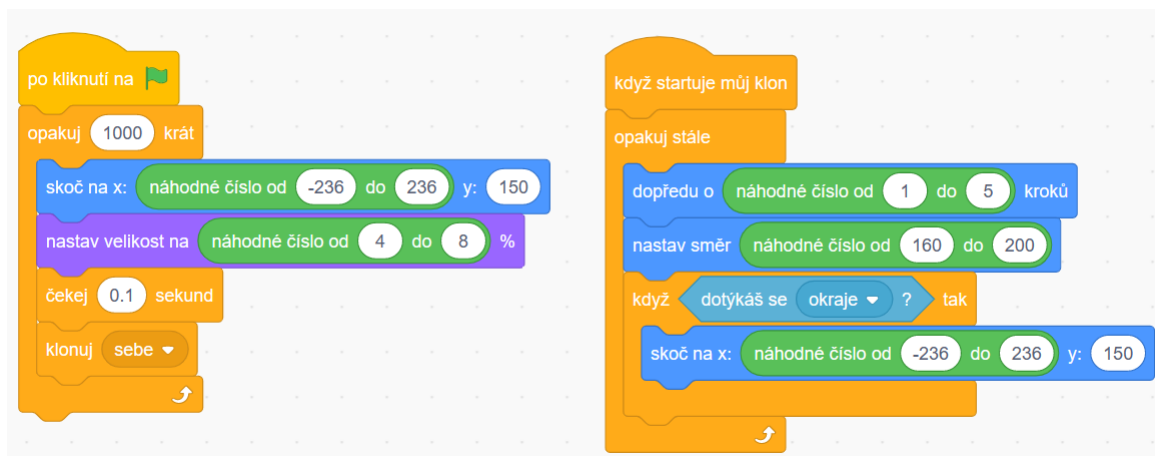 po kliknutí na
opakuj 1000 krát
skoč na x: náhodné číslo od -236 do 236 y: 150
nastav velikost na náhodné číslo od 4 do 8 %
čekej 0.1 sekund
klonuj sebe
když startuje můj klon
opakuj stále
dopředu o náhodné číslo od 1 do 5 kroků
nastav směr náhodné číslo od 160 do 200
když dotýkáš se okraje ? tak
skoč na x: náhodné číslo od -236 do 236 y: 150